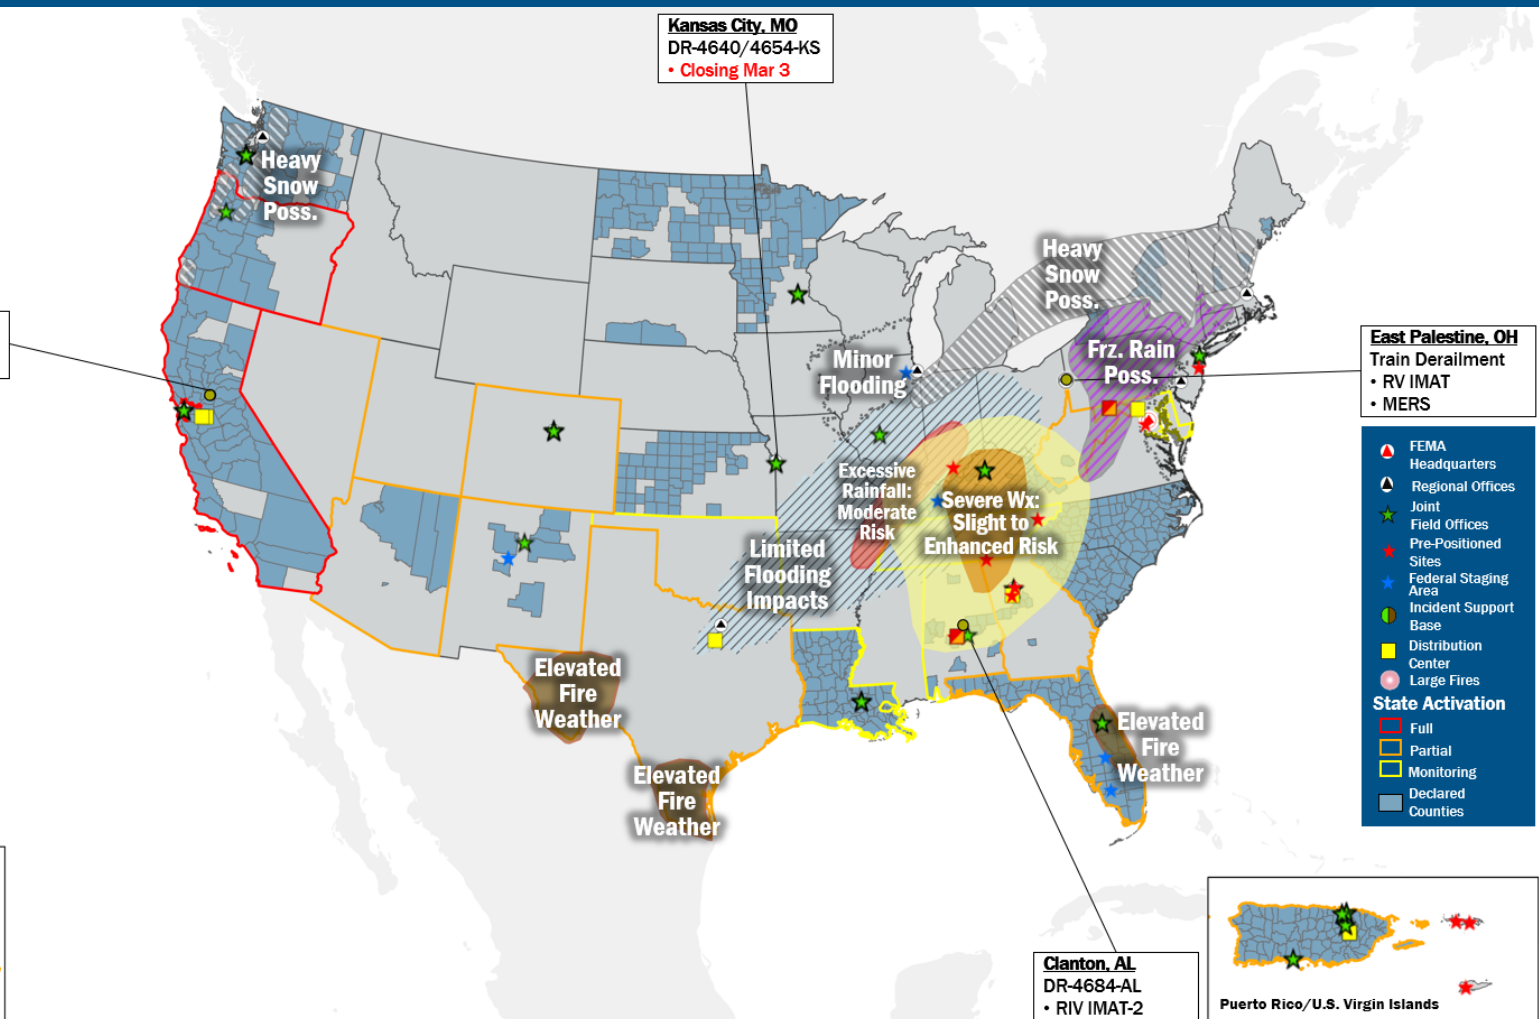 Kansas City, MO
DR-4640/4654-KS
• Closing Mar 3
Heavy
Snow
Poss.
Heavy
Snow
Poss.
Minor
Flooding
Frz. Rain
Poss.
East Palestine, OH
Train Derailment
• RV IMAT
• MERS
Excessive
Rainfall:
Moderate
Risk
Severe Wx:
Slight to
Enhanced Risk
Limited
Flooding
Impacts
Elevated
Fire
Weather
Elevated
Fire
Weather
Elevated
Fire
Weather
FEMA
Headquarters
Regional Offices
Joint
Field Offices
Pre-Positioned
Sites
Federal Staging
Area
Incident Support
Base
Distribution
Center
Large Fires
State Activation
Full
Partial
Monitoring
Declared
Counties
Clanton, AL
DR-4684-AL
• RIV IMAT-2
Puerto Rico/U.S. Virgin Islands